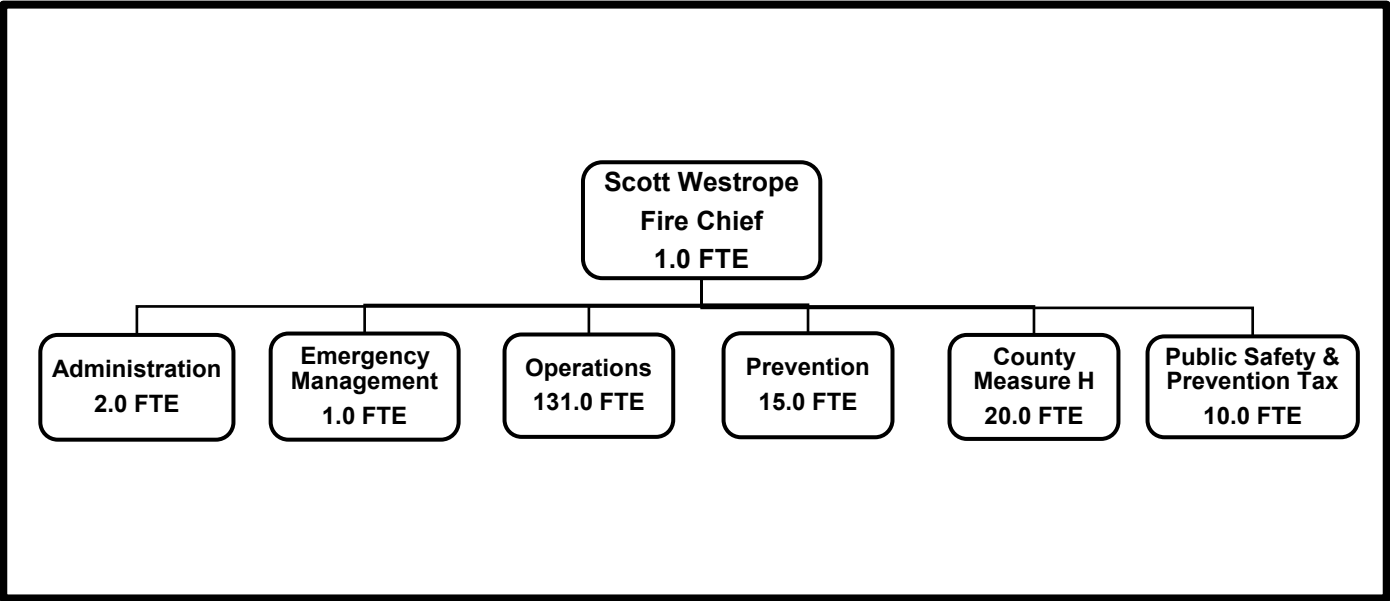 Scott Westrope
Fire Chief
1.0 FTE
Administration
2.0 FTE
Emergency
Management
1.0 FTE
Operations
131.0 FTE
Prevention
15.0 FTE
County
Measure H
20.0 FTE
Public Safety &
Prevention Tax
10.0 FTE